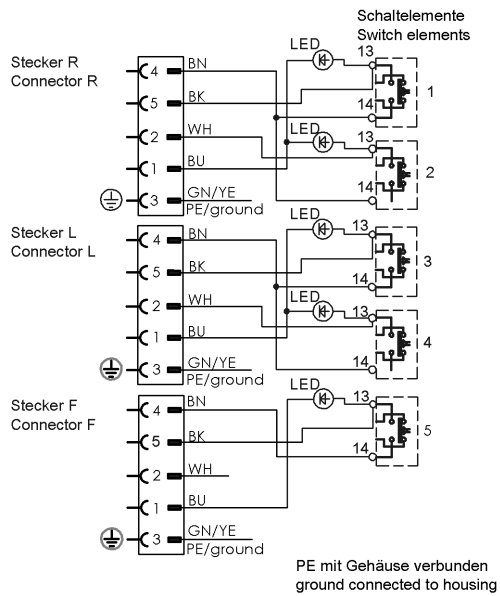 Schaltelemente
Switch elements
Stecker R
Connector R
4 BN
5 BK
2 WH
1 BU
3 GN/YE
PE/ground
LED 13
14 1
LED 13
14 2
Stecker L
Connector L
4 BN
5 BK
2 WH
1 BU
3 GN/YE
PE/ground
LED 13
14 3
LED 13
14 4
Stecker F
Connector F
4 BN
5 BK
2 WH
1 BU
3 GN/YE
PE/ground
LED 13
14 5
PE mit Gehäuse verbunden
ground connected to housing